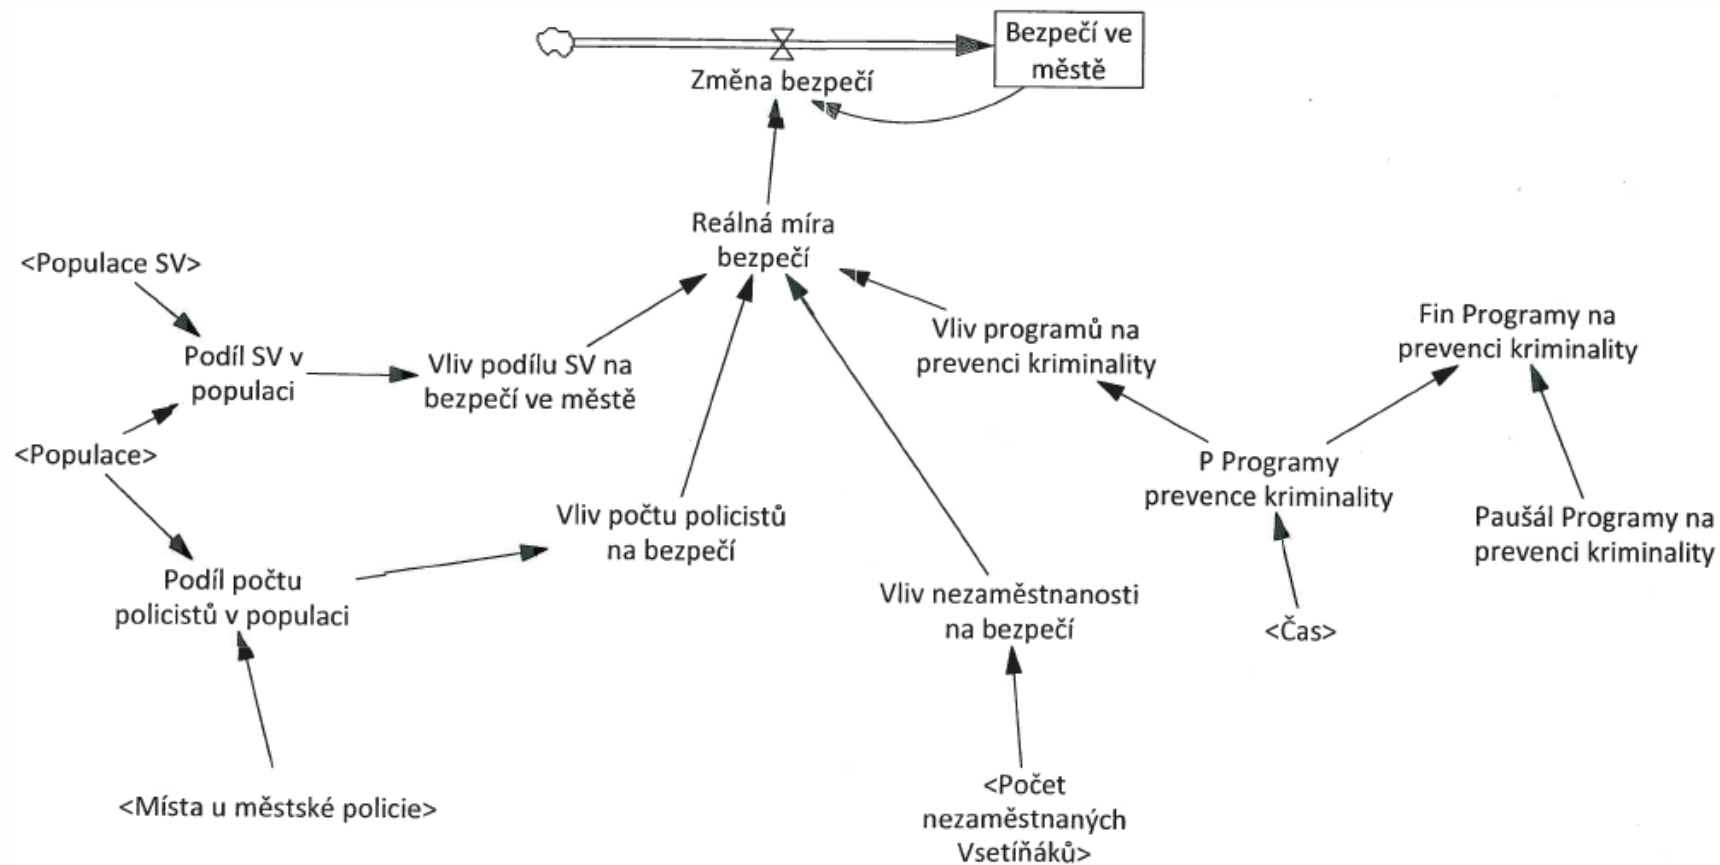 Bezpečí ve
městě
Změna bezpečí
Reálná míra
bezpečí
<Populace SV>
Podíl SV v
populaci
Vliv podílu SV na
bezpečí ve městě
Vliv programů na
prevenci kriminality
Fin Programy na
prevenci kriminality
<Populace>
P Programy
prevence kriminality
Vliv počtu policistů
na bezpečí
Paušál Programy na
prevenci kriminality
Podíl počtu
policistů v populaci
Vliv nezaměstnanosti
na bezpečí
<Čas>
<Místa u městské policie>
<Počet
nezaměstnaných
Vsetíňáků>